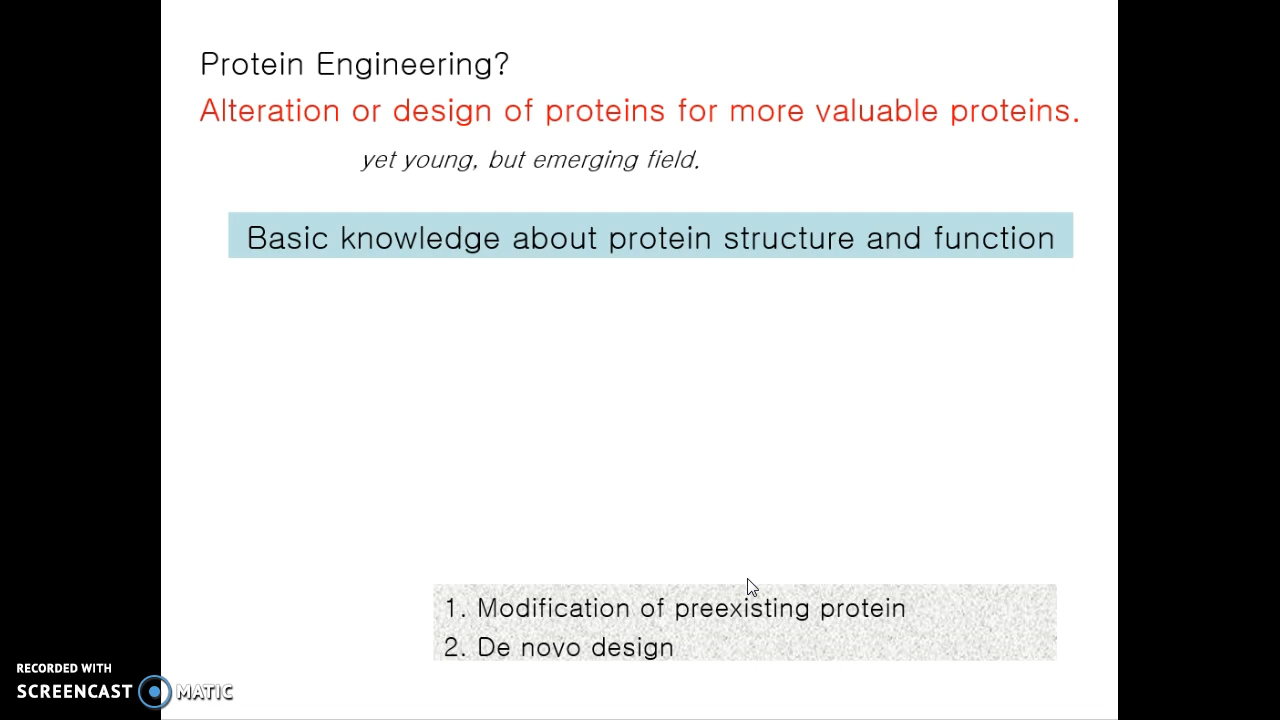 Protein Engineering?
Alteration or design of proteins for more valuable proteins.
yet young, but emerging field.
Basic knowledge about protein structure and function
1. Modification of preexisting protein
2. De novo design
RECORDED WITH
SCREENCAST MATIC